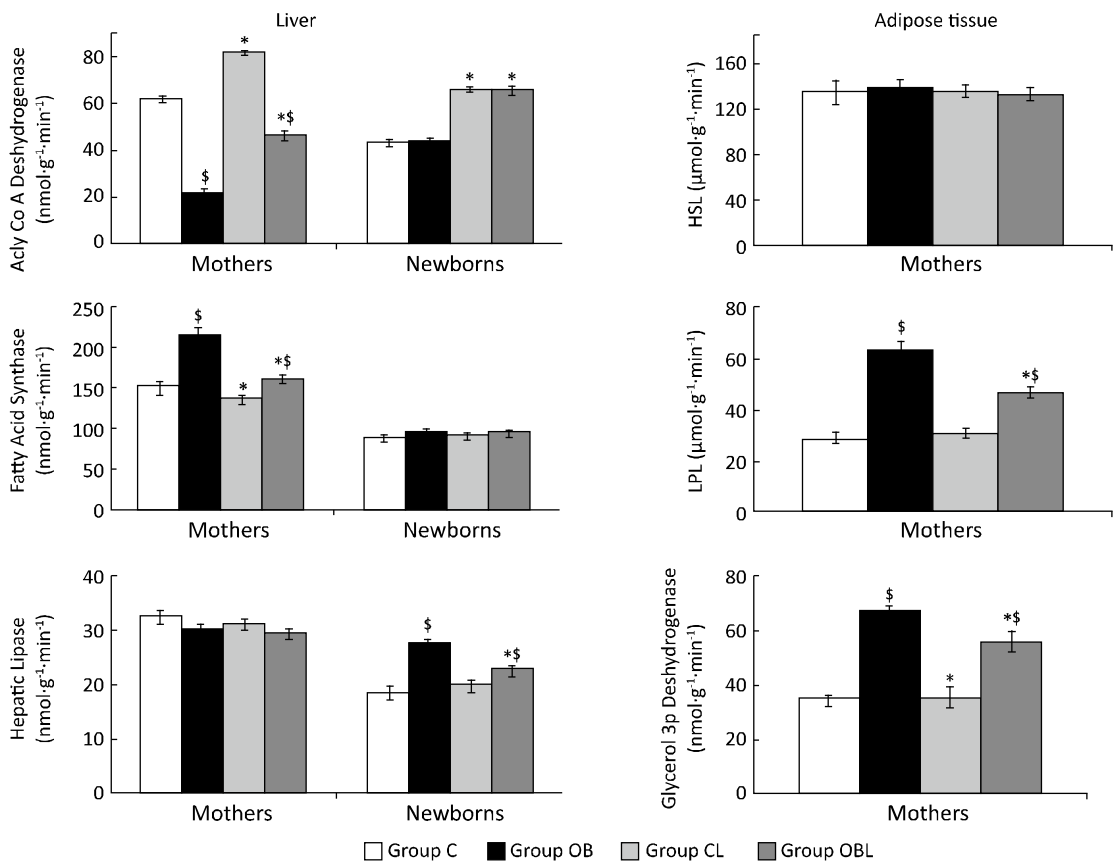 Liver
Acly Co A Deshydrogenase
(nmol·g⁻¹·min⁻¹)
80
60
40
20
0
*
*$
$
*
*
Mothers
Newborns
Adipose tissue
HSL (µmol·g⁻¹·min⁻¹)
160
120
80
40
0
Mothers
Fatty Acid Synthase
(nmol·g⁻¹·min⁻¹)
250
200
150
100
50
0
$
*
*$
Mothers
Newborns
LPL (µmol·g⁻¹·min⁻¹)
80
60
40
20
0
$
*$
Mothers
Hepatic Lipase
(nmol·g⁻¹·min⁻¹)
40
30
20
10
0
$
*$
Mothers
Newborns
Glycerol 3p Deshydrogenase
(nmol·g⁻¹·min⁻¹)
80
60
40
20
0
$
*
*$
Mothers
Group C
Group OB
Group CL
Group OBL